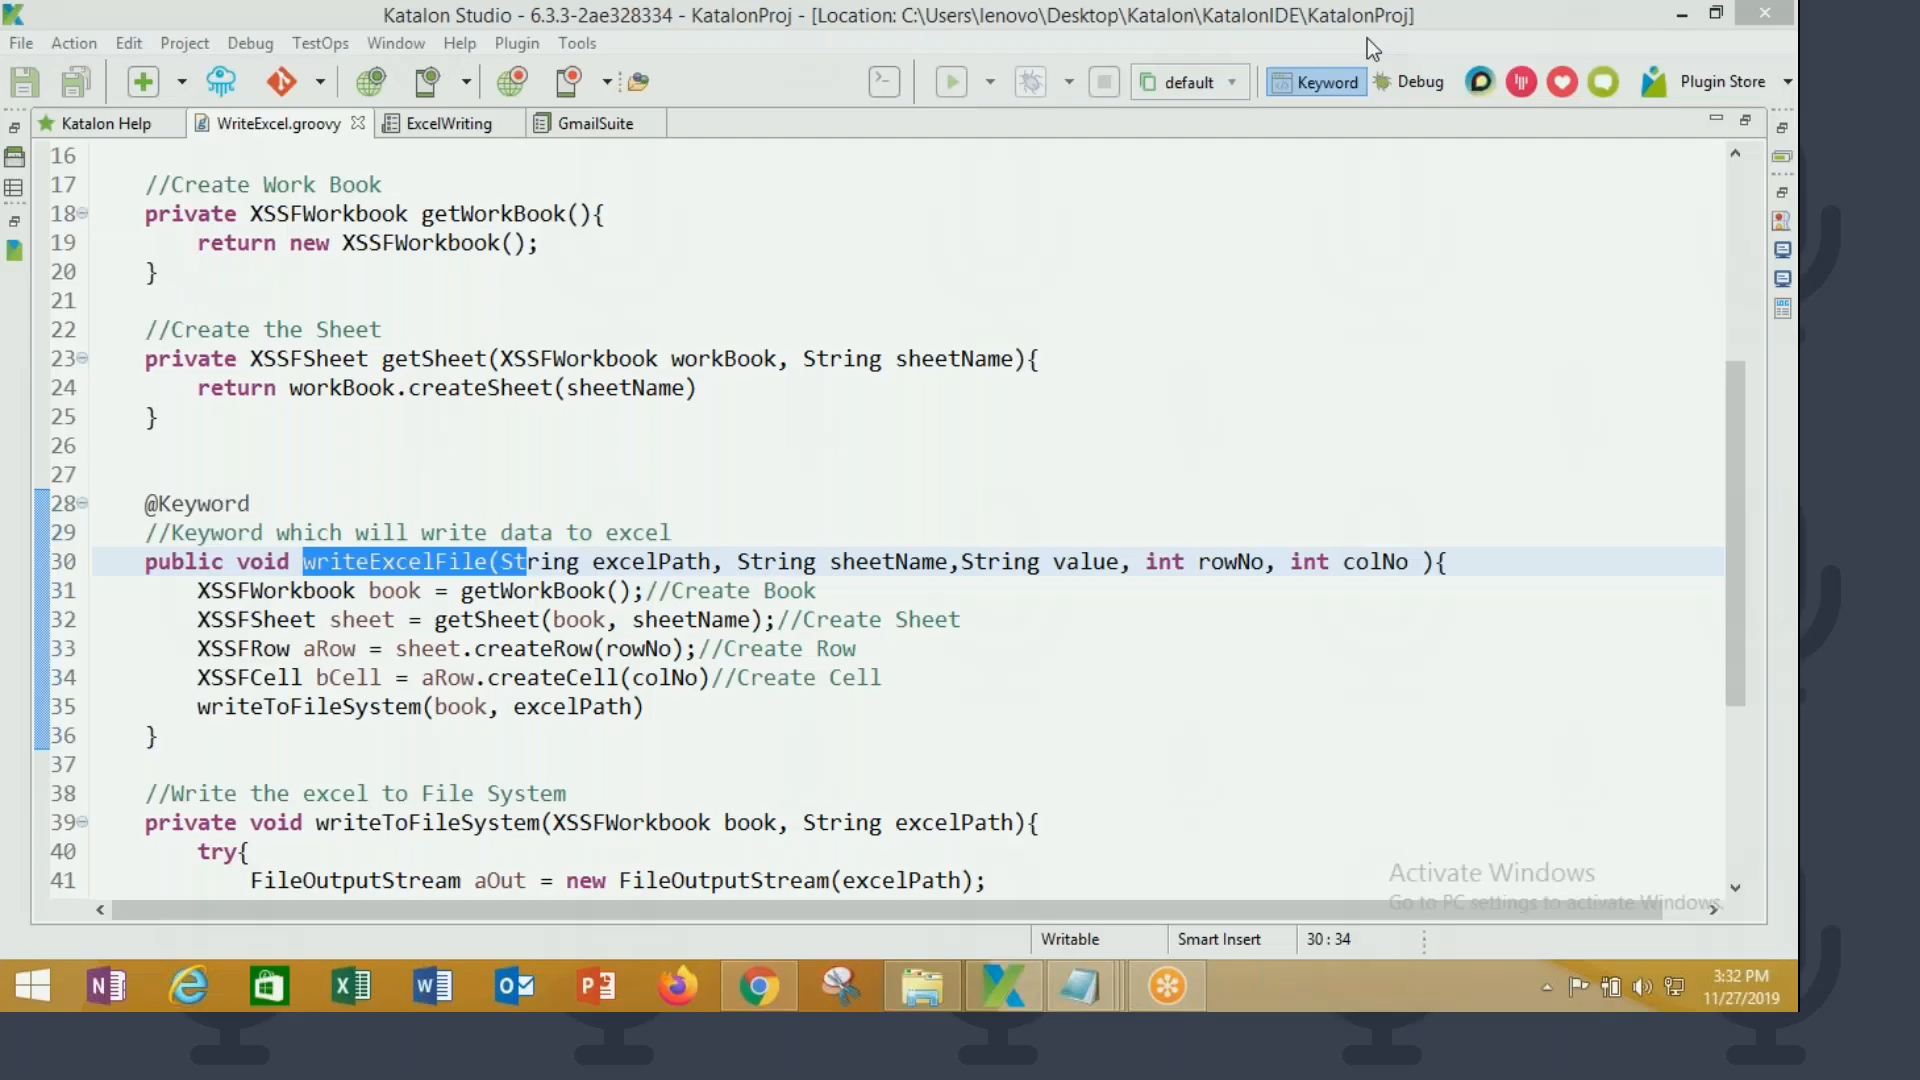 Katalon Studio - 6.3.3-2ae328334 - KatalonProj - [Location: C:\Users\lenovo\Desktop\Katalon\KatalonIDE\KatalonProj]
File Action Edit Project Debug TestOps Window Help Plugin Tools
default Keyword Debug Plugin Store
Katalon Help WriteExcel.groovy ExcelWriting GmailSuite
16
17 //Create Work Book
18 private XSSFWorkbook getWorkBook(){
19 return new XSSFWorkbook();
20 }
21
22 //Create the Sheet
23 private XSSFSheet getSheet(XSSFWorkbook workBook, String sheetName){
24 return workBook.createSheet(sheetName)
25 }
26
27
28 @Keyword
29 //Keyword which will write data to excel
30 public void writeExcelFile(String excelPath, String sheetName,String value, int rowNo, int colNo ){
31 XSSFWorkbook book = getWorkBook();//Create Book
32 XSSFSheet sheet = getSheet(book, sheetName);//Create Sheet
33 XSSFRow aRow = sheet.createRow(rowNo);//Create Row
34 XSSFCell bCell = aRow.createCell(colNo)//Create Cell
35 writeToFileSystem(book, excelPath)
36 }
37
38 //Write the excel to File System
39 private void writeToFileSystem(XSSFWorkbook book, String excelPath){
40 try{
41 FileOutputStream aOut = new FileOutputStream(excelPath);
Activate Windows
Go to PC settings to activate Windows.
Writable Smart Insert 30 : 34
3:32 PM
11/27/2019